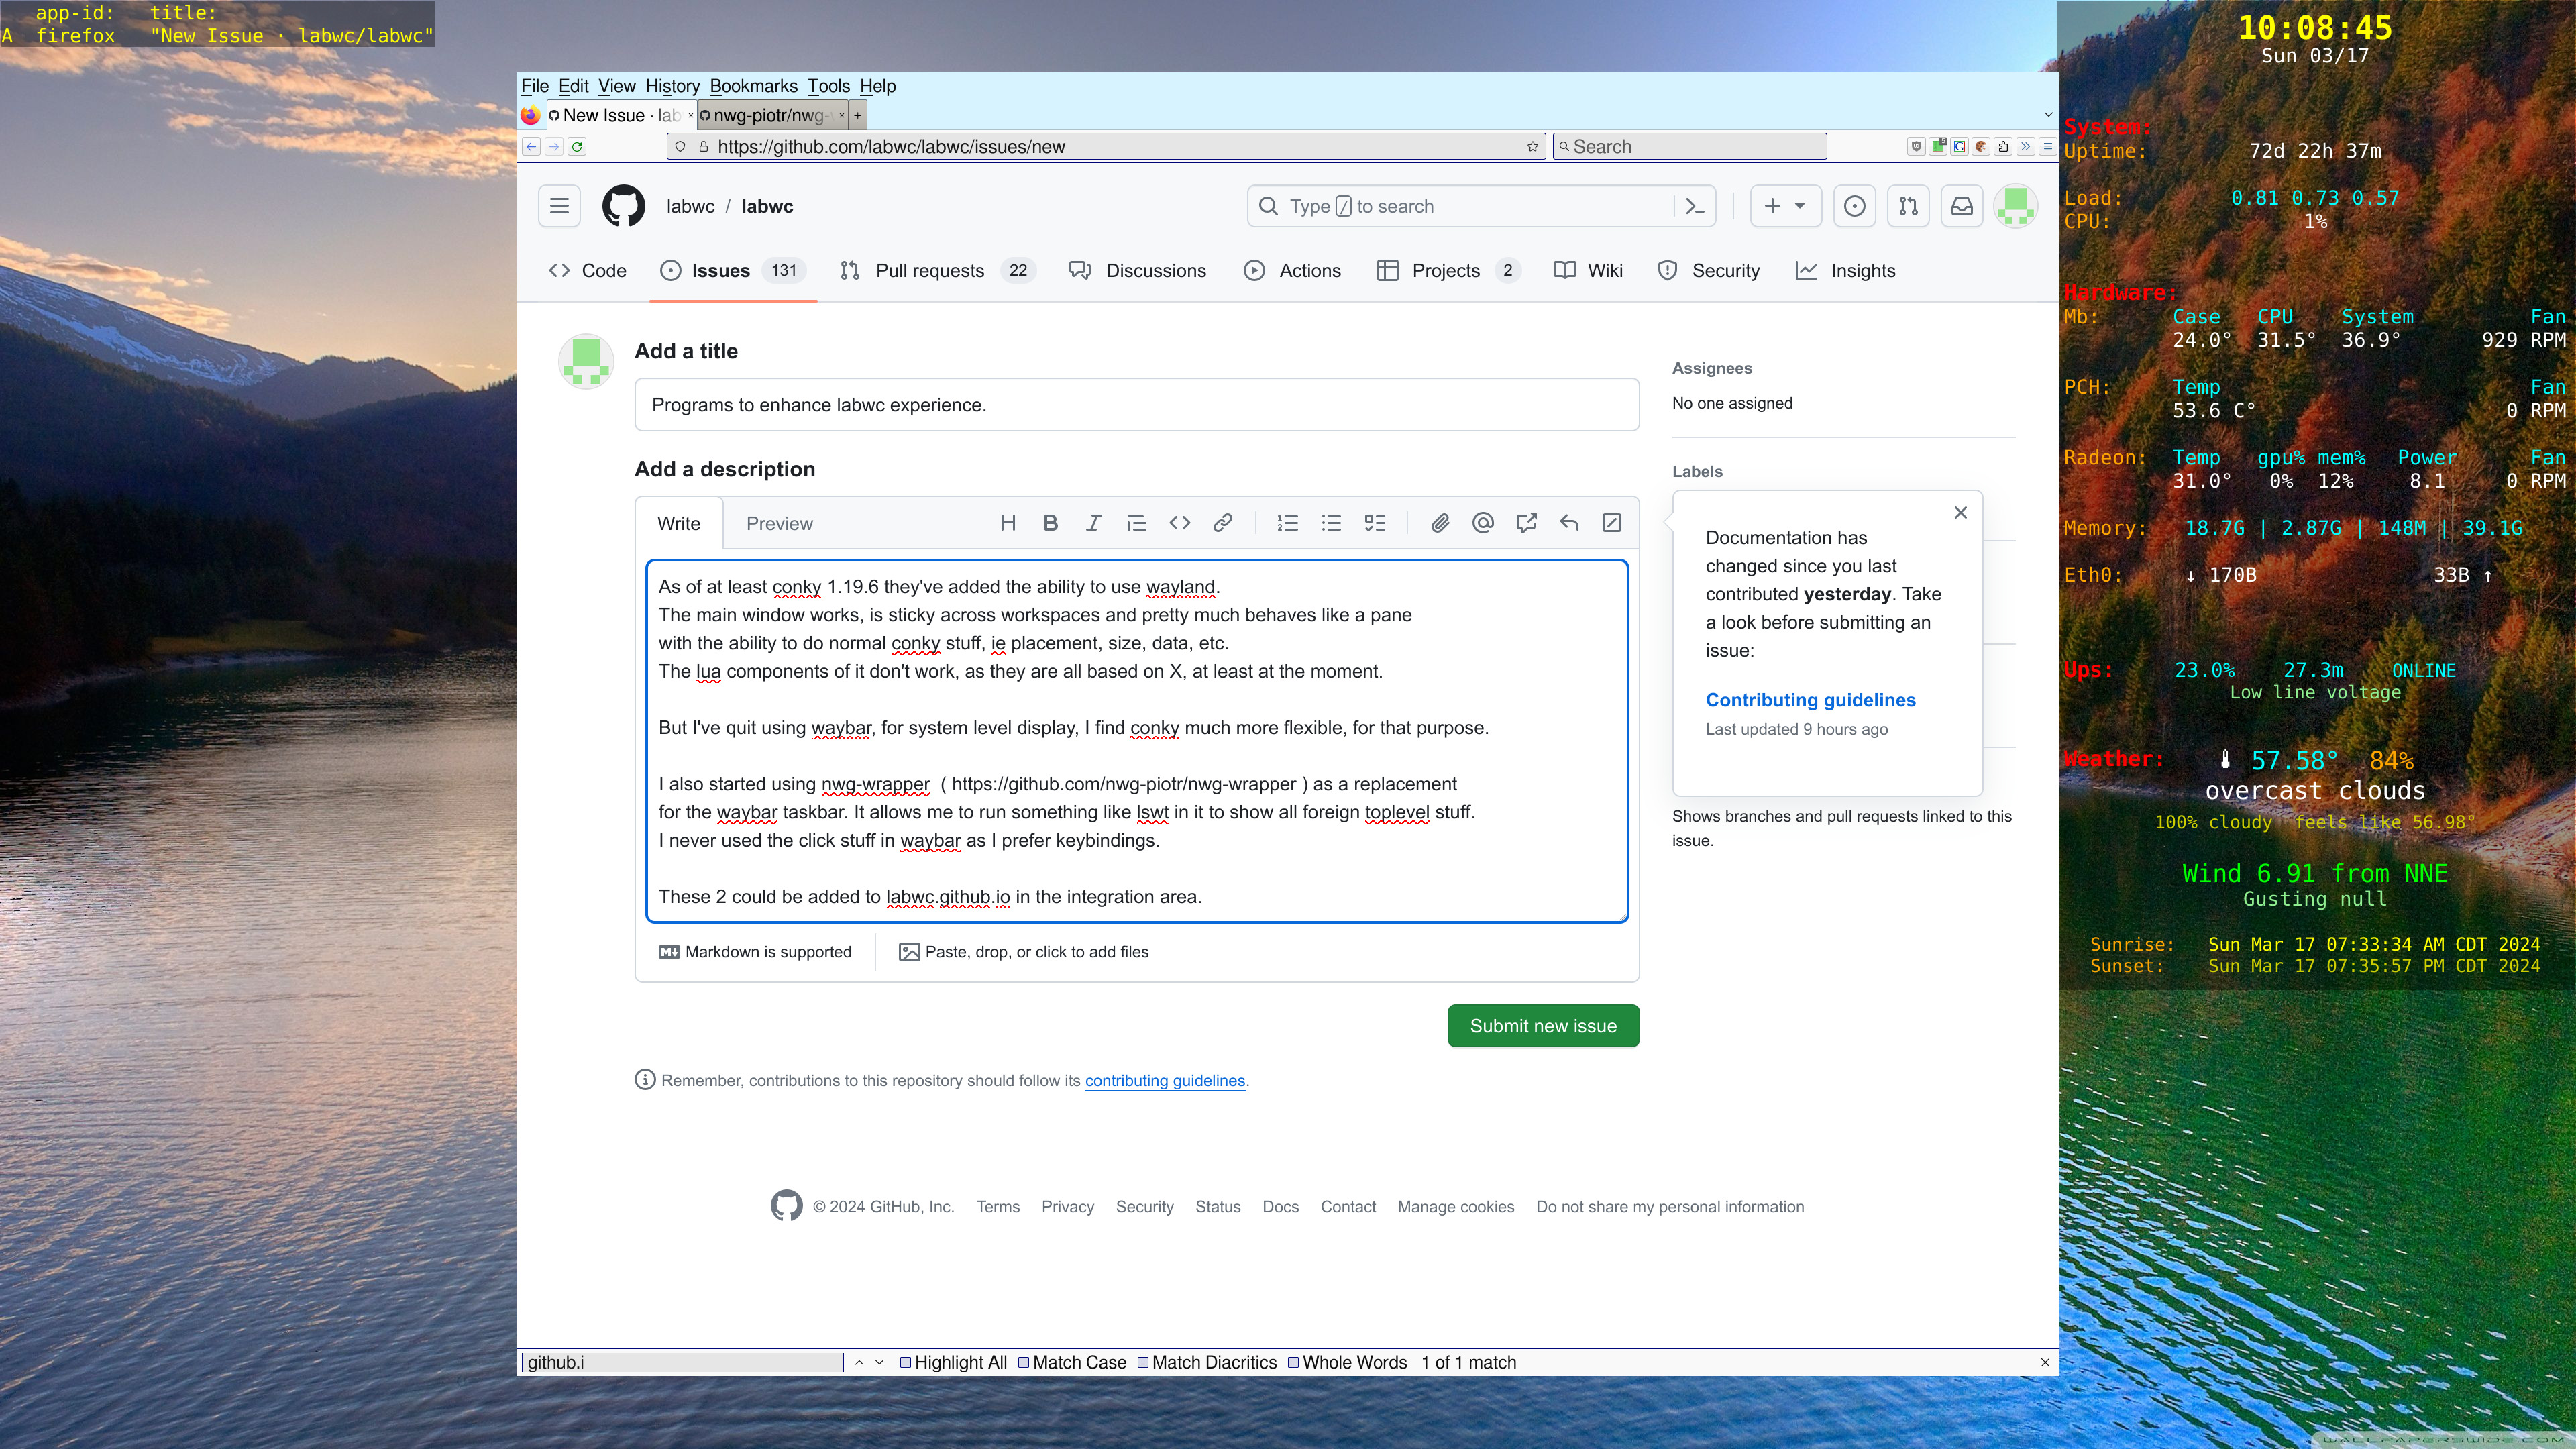 app-id: title:
A firefox "New Issue · labwc/labwc"
File Edit View History Bookmarks Tools Help
New Issue · lab × nwg-piotr/nwg- × +
https://github.com/labwc/labwc/issues/new Search
labwc / labwc Type / to search
Code Issues 131 Pull requests 22 Discussions Actions Projects 2 Wiki Security Insights
Add a title
Programs to enhance labwc experience.
Add a description
Write Preview
As of at least conky 1.19.6 they've added the ability to use wayland.
The main window works, is sticky across workspaces and pretty much behaves like a pane
with the ability to do normal conky stuff, ie placement, size, data, etc.
The lua components of it don't work, as they are all based on X, at least at the moment.
But I've quit using waybar, for system level display, I find conky much more flexible, for that purpose.
I also started using nwg-wrapper ( https://github.com/nwg-piotr/nwg-wrapper ) as a replacement
for the waybar taskbar. It allows me to run something like lswt in it to show all foreign toplevel stuff.
I never used the click stuff in waybar as I prefer keybindings.
These 2 could be added to labwc.github.io in the integration area.
Markdown is supported Paste, drop, or click to add files
Submit new issue
Remember, contributions to this repository should follow its contributing guidelines.
Assignees
No one assigned
Labels
Documentation has
changed since you last
contributed yesterday. Take
a look before submitting an
issue:
Contributing guidelines
Last updated 9 hours ago
Shows branches and pull requests linked to this
issue.
© 2024 GitHub, Inc. Terms Privacy Security Status Docs Contact Manage cookies Do not share my personal information
github.i Highlight All Match Case Match Diacritics Whole Words 1 of 1 match
10:08:45
Sun 03/17
System:
Uptime: 72d 22h 37m
Load: 0.81 0.73 0.57
CPU: 1%
Hardware:
Mb: Case CPU System Fan
24.0° 31.5° 36.9° 929 RPM
PCH: Temp Fan
53.6 C° 0 RPM
Radeon: Temp gpu% mem% Power Fan
31.0° 0% 12% 8.1 0 RPM
Memory: 18.7G | 2.87G | 148M | 39.1G
Eth0: ↓ 170B 33B ↑
Ups: 23.0% 27.3m ONLINE
Low line voltage
Weather: 57.58° 84%
overcast clouds
100% cloudy feels like 56.98°
Wind 6.91 from NNE
Gusting null
Sunrise: Sun Mar 17 07:33:34 AM CDT 2024
Sunset: Sun Mar 17 07:35:57 PM CDT 2024
WALLPAPERSWIDE.COM